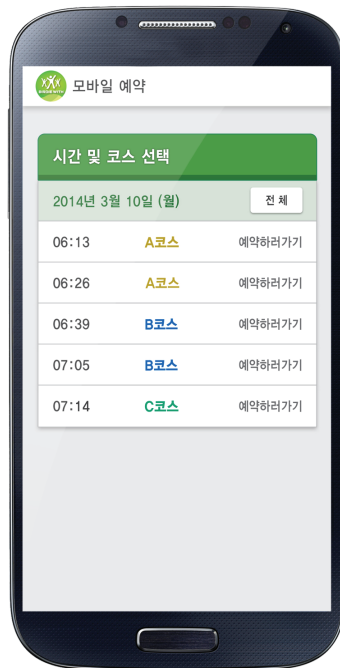 모바일 예약
시간 및 코스 선택
2014년 3월 10일 (월) 전 체
06:13 A코스 예약하러가기
06:26 A코스 예약하러가기
06:39 B코스 예약하러가기
07:05 B코스 예약하러가기
07:14 C코스 예약하러가기